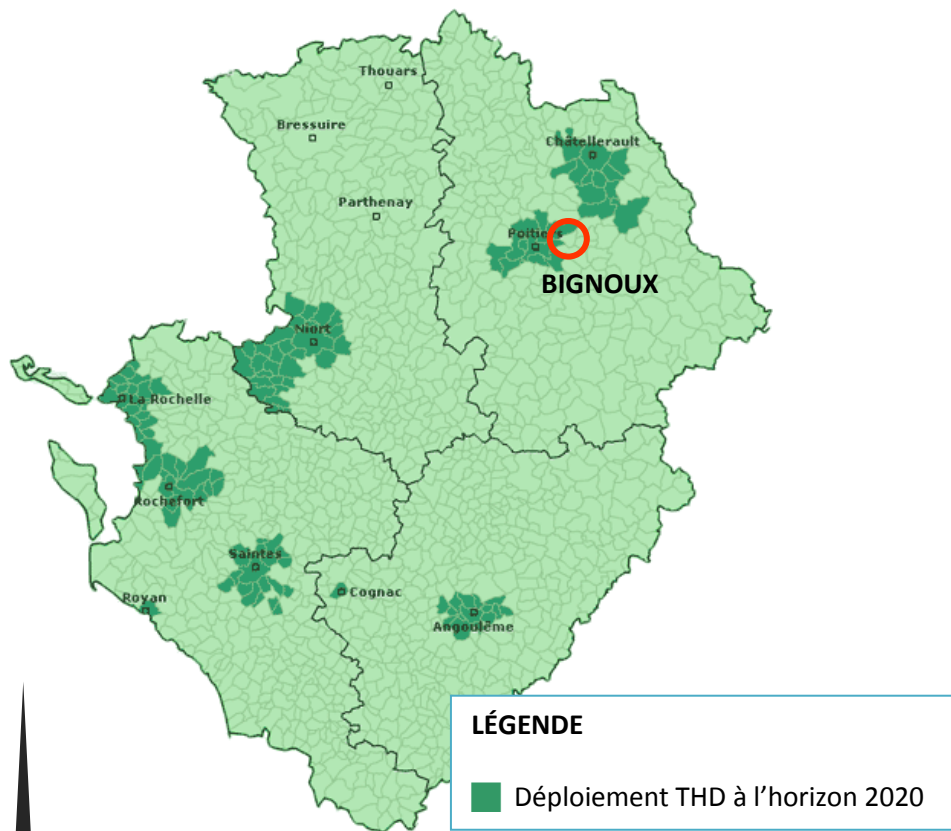 Thouars
Bressuire
Châtellerault
Parthenay
Poitiers
BIGNOUX
Niort
La Rochelle
Rochefort
Saintes
Royan
Cognac
Angoulême
LÉGENDE
Déploiement THD à l'horizon 2020